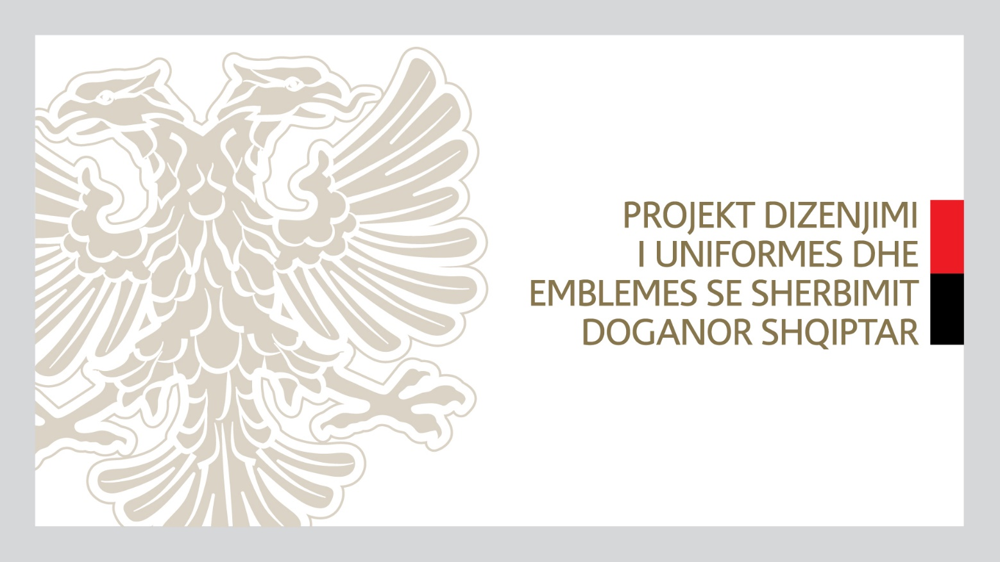 PROJEKT DIZENJIMI
I UNIFORMES DHE
EMBLEMES SE SHERBIMIT
DOGANOR SHQIPTAR